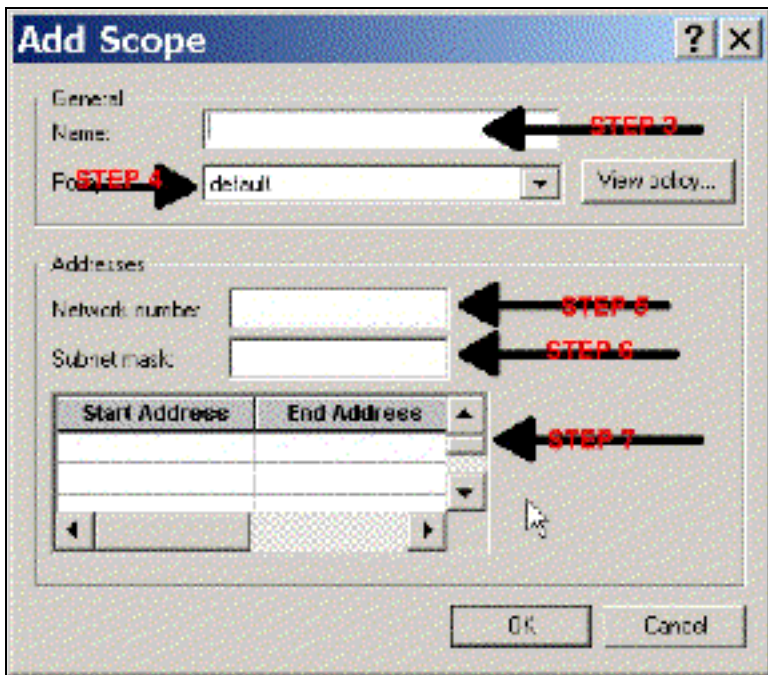 Add Scope
General
Name:
STEP 3
STEP 4
default
View policy...
Addresses
Network number
STEP 5
Subnet mask:
STEP 6
Start Address End Address
STEP 7
OK Cancel